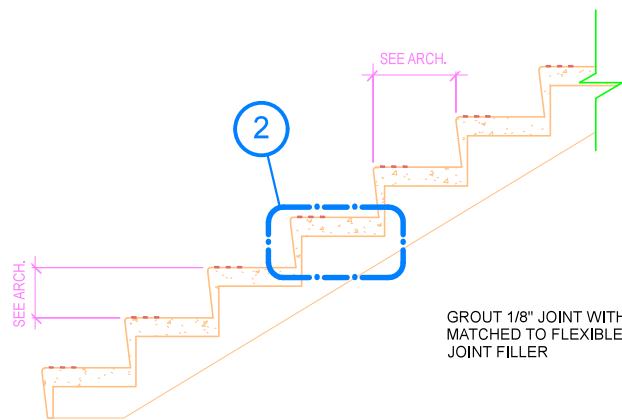 SEE ARCH.
2
SEE ARCH.
GROUT 1/8" JOINT WITH
MATCHED TO FLEXIBLE
JOINT FILLER